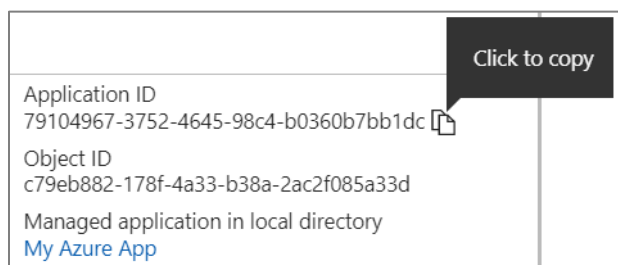 Click to copy
Application ID
79104967-3752-4645-98c4-b0360b7bb1dc
Object ID
c79eb882-178f-4a33-b38a-2ac2f085a33d
Managed application in local directory
My Azure App